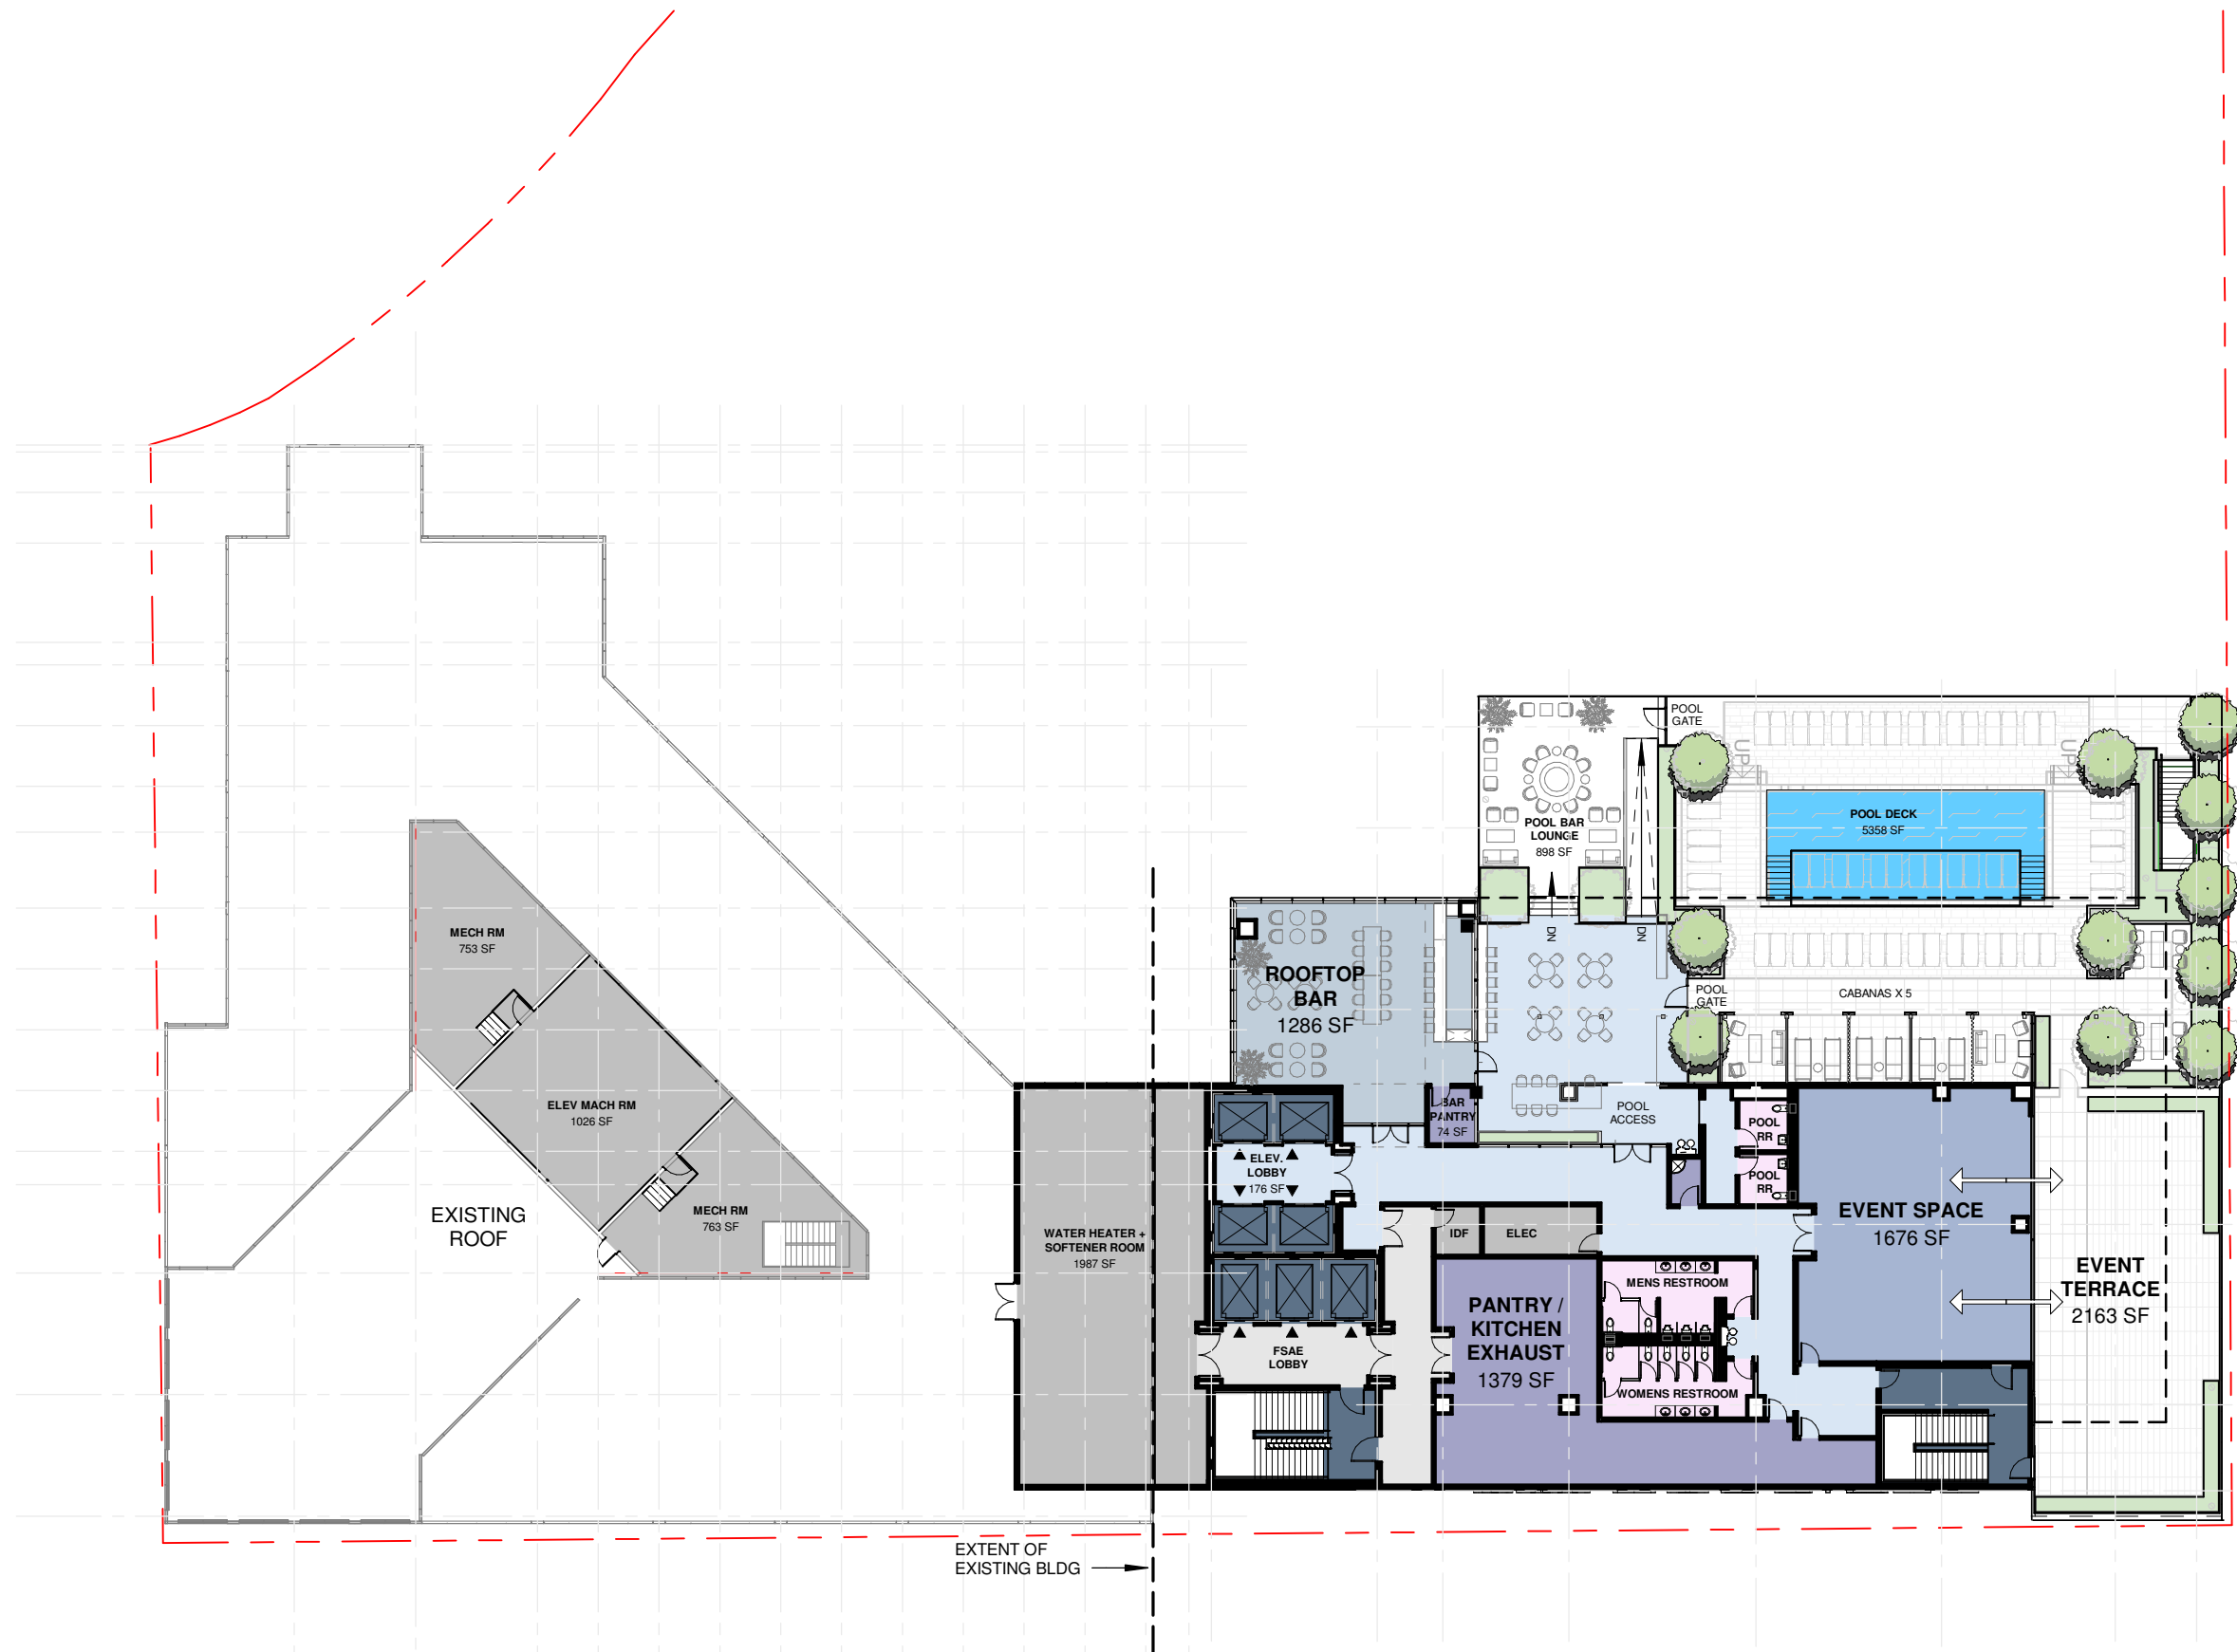 POOL
GATE
POOL DECK
5358 SF
UP
UP
POOL BAR
LOUNGE
898 SF
MECH RM
753 SF
DN
DN
ROOFTOP
BAR
1286 SF
POOL
GATE
CABANAS X 5
ELEV MACH RM
1026 SF
BAR
PANTRY
74 SF
POOL
ACCESS
POOL
RR
POOL
RR
ELEV.
LOBBY
176 SF
MECH RM
763 SF
EXISTING
ROOF
WATER HEATER +
SOFTENER ROOM
1987 SF
IDF
ELEC
EVENT SPACE
1676 SF
EVENT
TERRACE
2163 SF
MENS RESTROOM
PANTRY /
KITCHEN
EXHAUST
1379 SF
FSAE
LOBBY
WOMENS RESTROOM
EXTENT OF
EXISTING BLDG